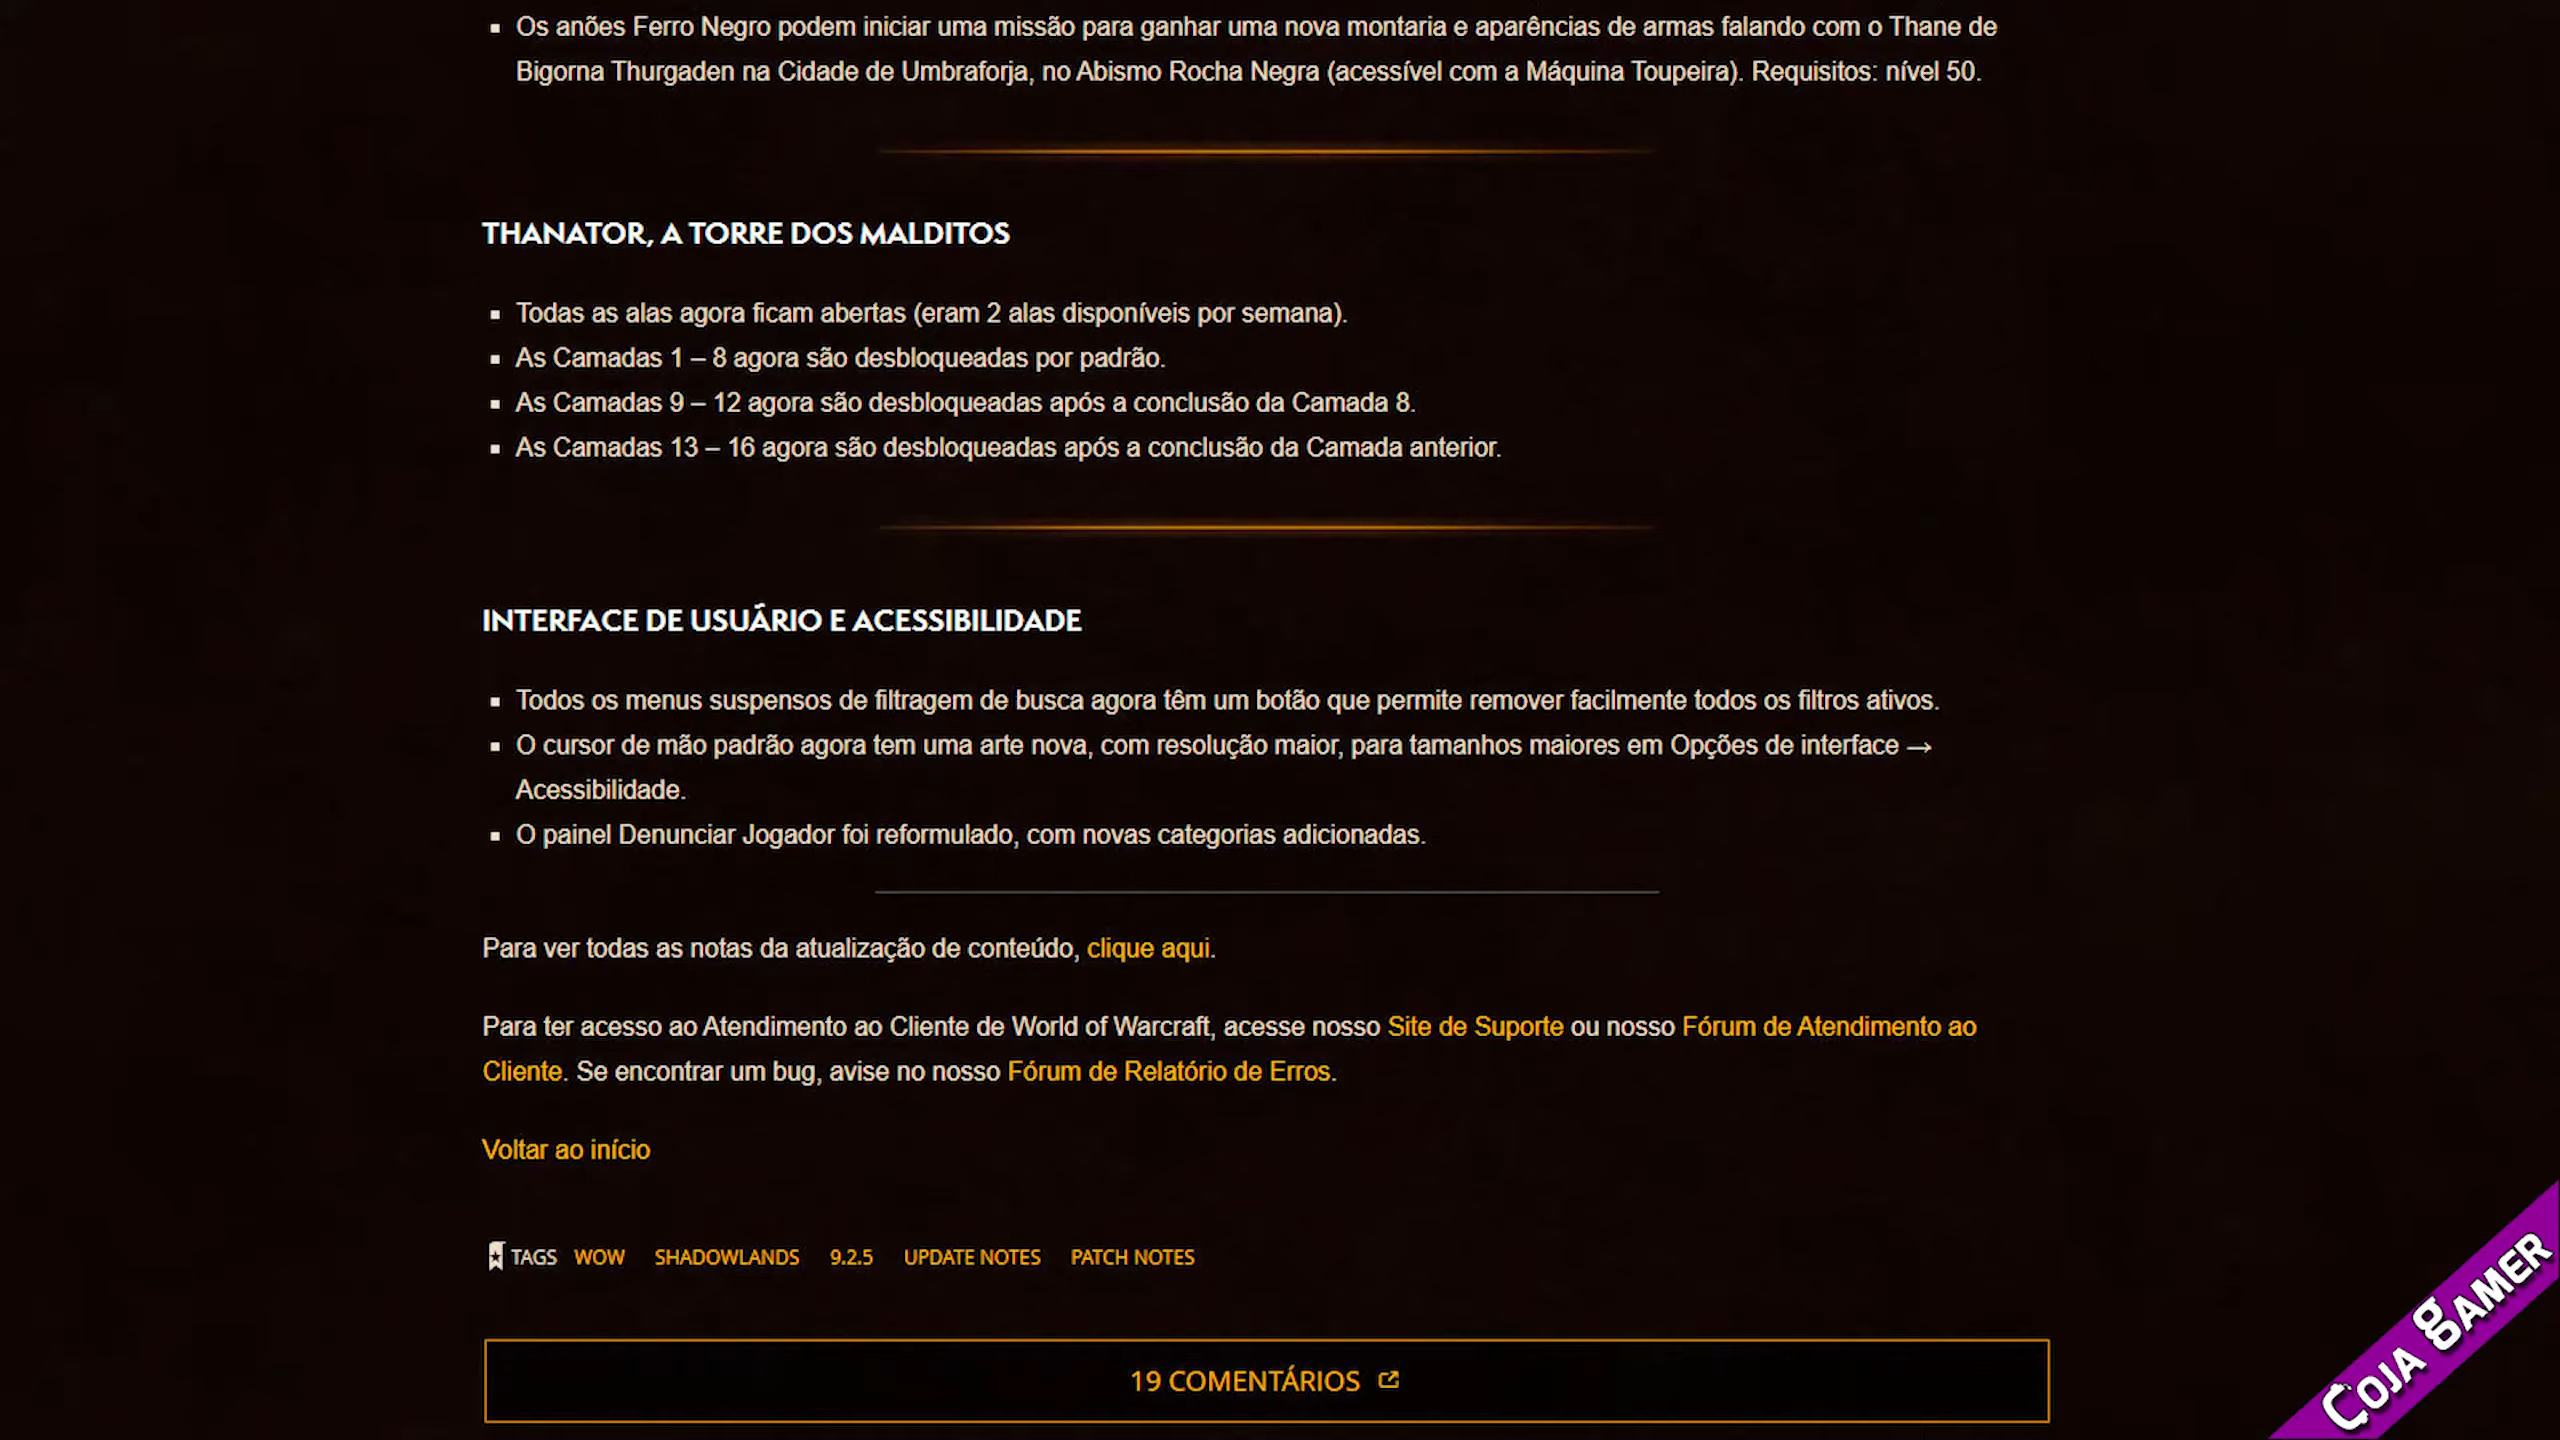 Os anões Ferro Negro podem iniciar uma missão para ganhar uma nova montaria e aparências de armas falando com o Thane de
Bigorna Thurgaden na Cidade de Umbraforja, no Abismo Rocha Negra (acessível com a Máquina Toupeira). Requisitos: nível 50.
THANATOR, A TORRE DOS MALDITOS
Todas as alas agora ficam abertas (eram 2 alas disponíveis por semana).
As Camadas 1 – 8 agora são desbloqueadas por padrão.
As Camadas 9 – 12 agora são desbloqueadas após a conclusão da Camada 8.
As Camadas 13 – 16 agora são desbloqueadas após a conclusão da Camada anterior.
INTERFACE DE USUÁRIO E ACESSIBILIDADE
Todos os menus suspensos de filtragem de busca agora têm um botão que permite remover facilmente todos os filtros ativos.
O cursor de mão padrão agora tem uma arte nova, com resolução maior, para tamanhos maiores em Opções de interface →
Acessibilidade.
O painel Denunciar Jogador foi reformulado, com novas categorias adicionadas.
Para ver todas as notas da atualização de conteúdo, clique aqui.
Para ter acesso ao Atendimento ao Cliente de World of Warcraft, acesse nosso Site de Suporte ou nosso Fórum de Atendimento ao
Cliente. Se encontrar um bug, avise no nosso Fórum de Relatório de Erros.
Voltar ao início
TAGS WOW SHADOWLANDS 9.2.5 UPDATE NOTES PATCH NOTES
19 COMENTÁRIOS
COJA GAMER